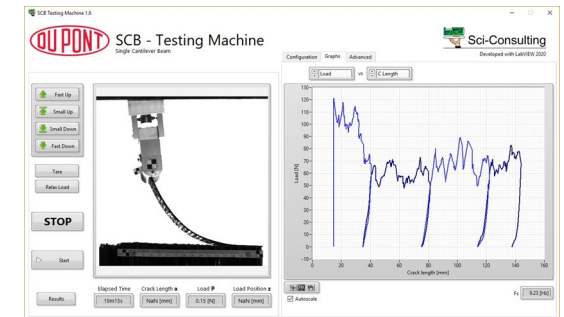 SCB Testing Machine 1.6
DUPONT
SCB - Testing Machine
Single Cantilever Beam
Sci-Consulting
Developed with LabVIEW 2020
Configuration Graphs Advanced
Load vs. C Length
Fast Up
Small Up
Small Down
Fast Down
Tare
Relax Load
STOP
Start
Results
Elapsed Time Crack Length a Load P Load Position z
19m15s NaN [mm] 0.15 [N] NaN [mm]
Load [N]
130
120
110
100
90
80
70
60
50
40
30
20
10
0
-10
0 20 40 60 80 100 120 140 160
Crack length [mm]
Autoscale
Fs 9.23 [Hz]